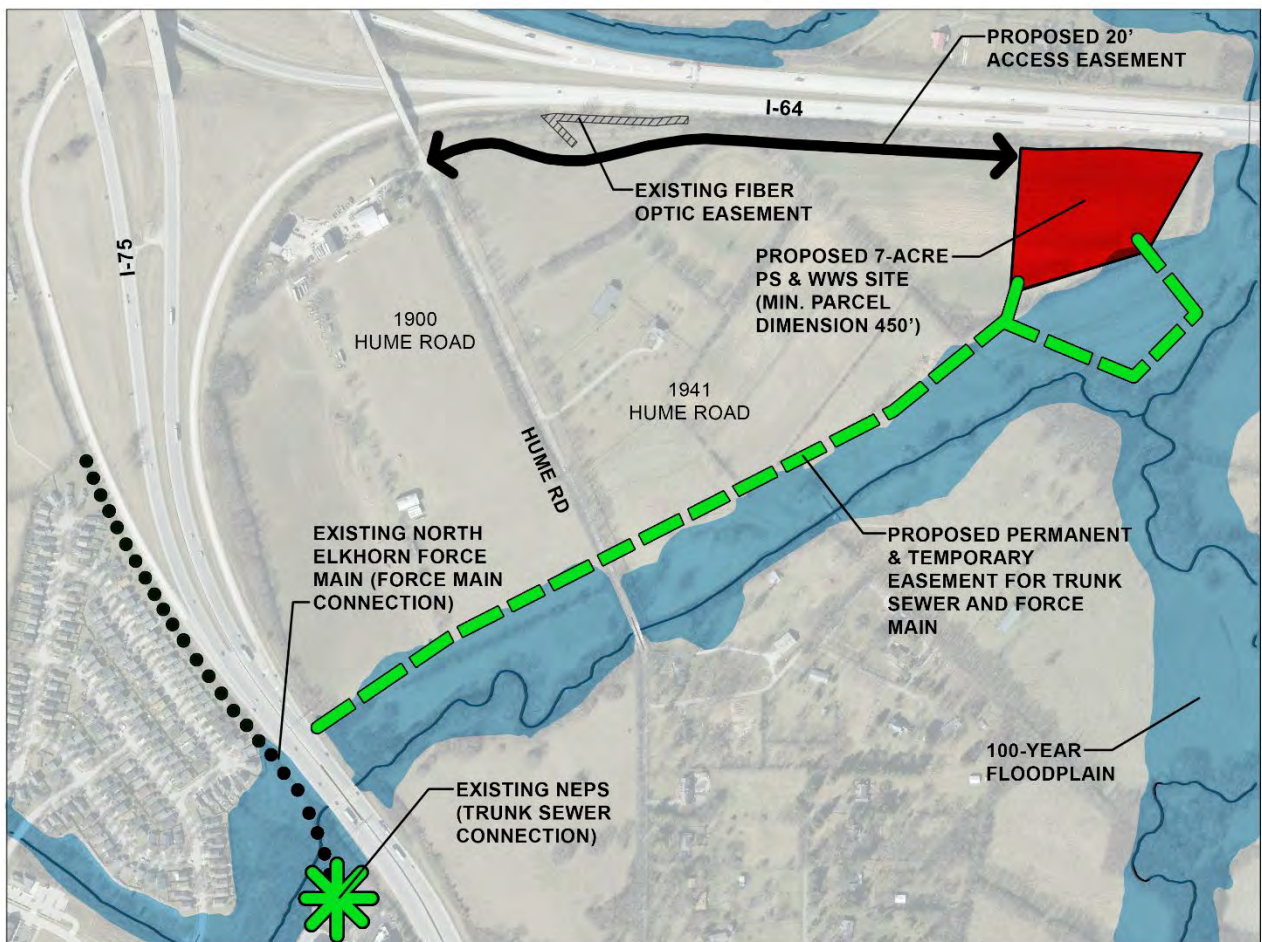 PROPOSED 20'
ACCESS EASEMENT
I-64
EXISTING FIBER
OPTIC EASEMENT
I-75
PROPOSED 7-ACRE
PS & WWS SITE
(MIN. PARCEL
DIMENSION 450')
1900
HUME ROAD
1941
HUME ROAD
HUME RD
EXISTING NORTH
ELKHORN FORCE
MAIN (FORCE MAIN
CONNECTION)
PROPOSED PERMANENT
& TEMPORARY
EASEMENT FOR TRUNK
SEWER AND FORCE
MAIN
100-YEAR
FLOODPLAIN
EXISTING NEPS
(TRUNK SEWER
CONNECTION)